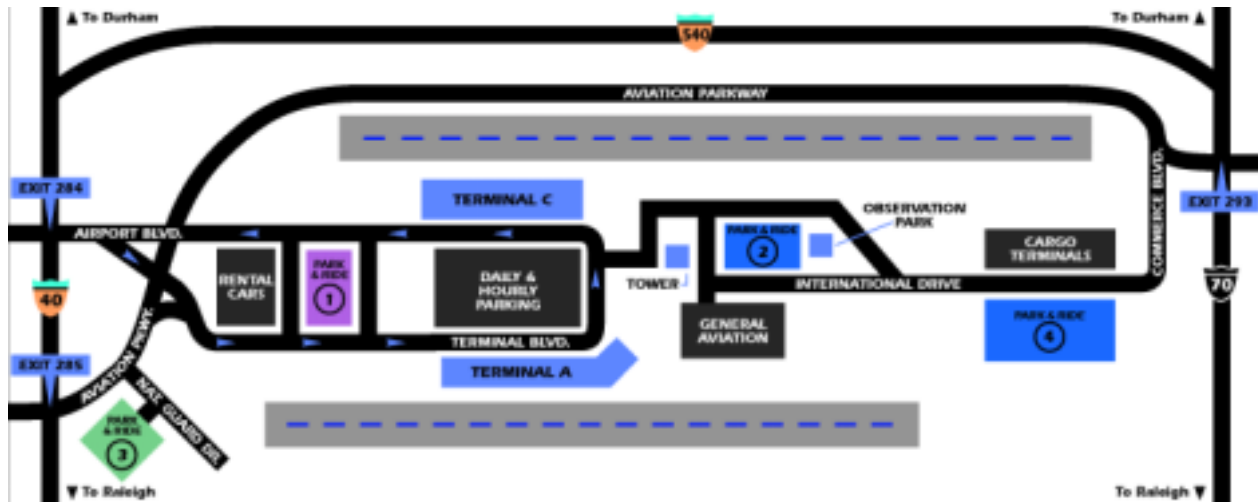 To Durham
To Durham
540
AVIATION PARKWAY
EXIT 284
TERMINAL C
OBSERVATION
PARK
EXIT 293
COMMERCE BLVD.
AIRPORT BLVD.
PARK & RIDE
2
CARGO
TERMINALS
RENTAL
CARS
PARK
& RIDE
1
DAILY &
HOURLY
PARKING
TOWER
INTERNATIONAL DRIVE
40
70
GENERAL
AVIATION
PARK & RIDE
4
TERMINAL BLVD.
EXIT 285
AVIATION PKWY.
TERMINAL A
NAT. GUARD DR.
PARK
& RIDE
3
To Raleigh
To Raleigh